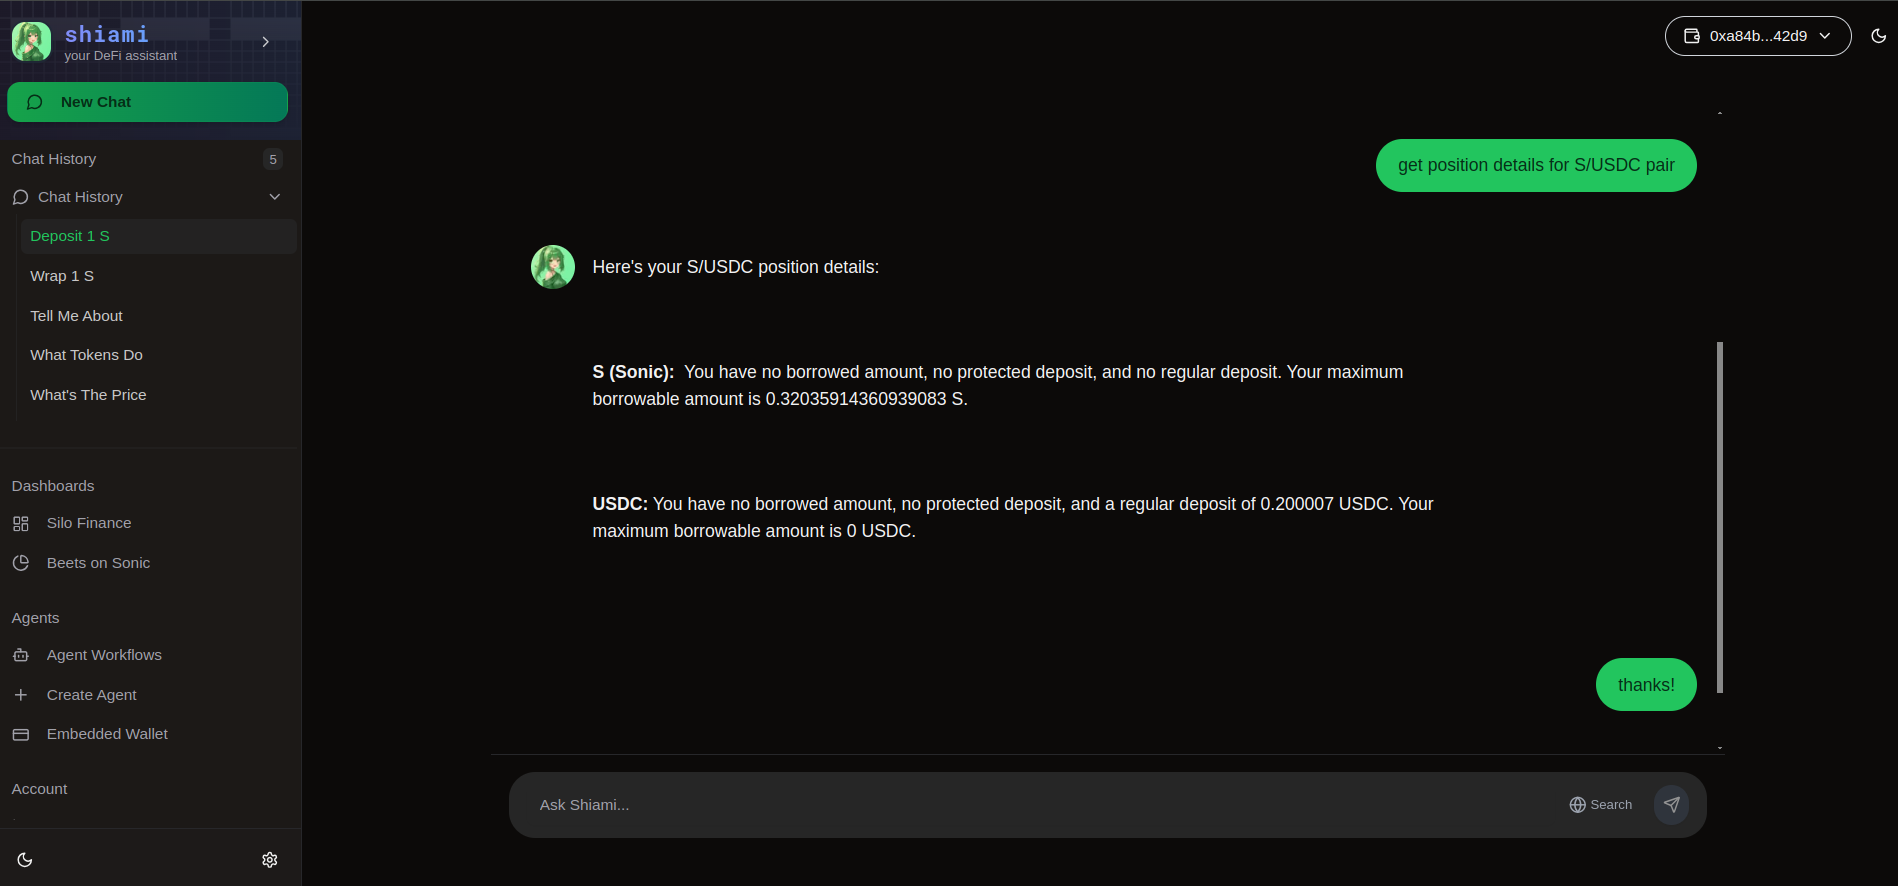 shiami
your DeFi assistant
New Chat
Chat History
5
Chat History
Deposit 1 S
Wrap 1 S
Tell Me About
What Tokens Do
What's The Price
Dashboards
Silo Finance
Beets on Sonic
Agents
Agent Workflows
Create Agent
Embedded Wallet
Account
0xa84b...42d9
get position details for S/USDC pair
Here's your S/USDC position details:
S (Sonic): You have no borrowed amount, no protected deposit, and no regular deposit. Your maximum
borrowable amount is 0.32035914360939083 S.
USDC: You have no borrowed amount, no protected deposit, and a regular deposit of 0.200007 USDC. Your
maximum borrowable amount is 0 USDC.
thanks!
Ask Shiami...
Search